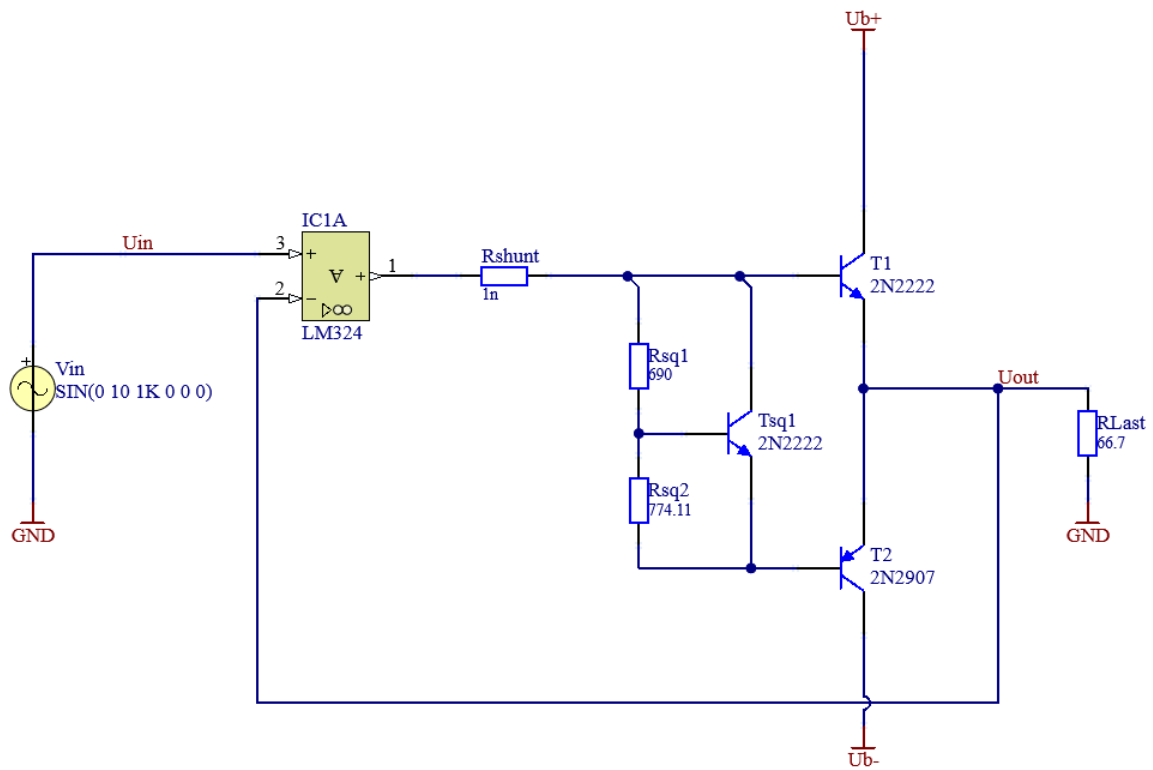 Ub+
IC1A
Uin
3
+
A
+
1
2
−
▷∞
LM324
Rshunt
1n
T1
2N2222
Vin
+
SIN(0 10 1K 0 0 0)
Rsq1
690
Uout
Tsq1
2N2222
RLast
66.7
Rsq2
774.11
GND
GND
T2
2N2907
Ub-